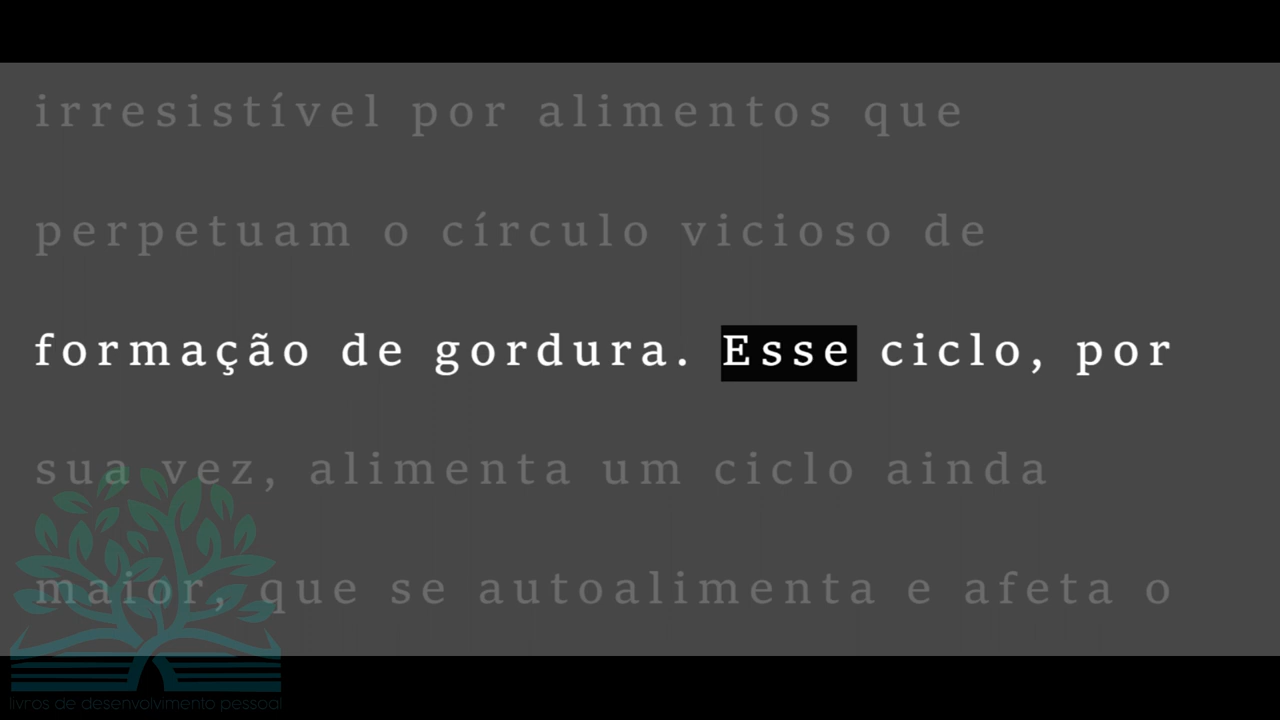 irresistível por alimentos que
perpetuam o círculo vicioso de
formação de gordura. Esse ciclo, por
sua vez, alimenta um ciclo ainda
maior, que se autoalimenta e afeta o
livros de desenvolvimento pessoal